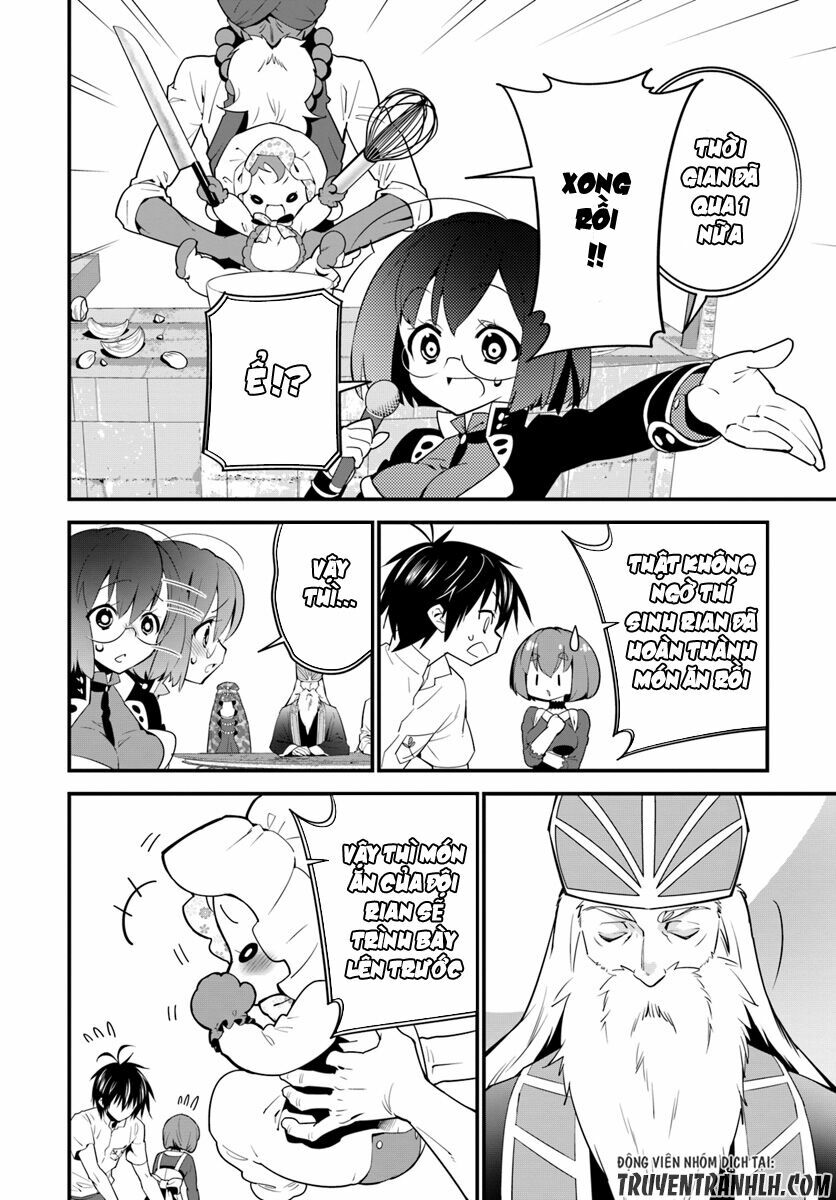 THỜI
GIAN ĐÃ
QUA 1
NỮA
XONG
RỒI
!!
Ể!?
THẬT KHÔNG
NGỜ THÍ
SINH RIAN ĐÃ
HOÀN THÀNH
MÓN ĂN RỒI
VẬY
THÌ...
VẬY THÌ MÓN
ĂN CỦA ĐỘI
RIAN SẼ
TRÌNH BÀY
LÊN TRƯỚC
ĐỘNG VIÊN NHÓM DỊCH TẠI:
TRUYENTRANHLH.COM